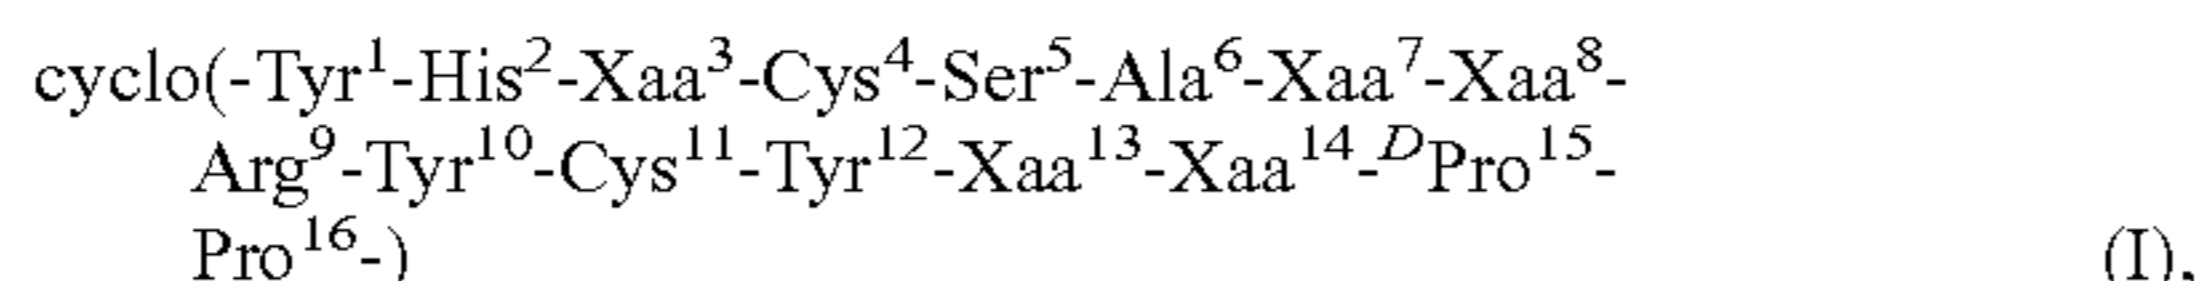 cyclo(-Tyr¹-His²-Xaa³-Cys⁴-Ser⁵-Ala⁶-Xaa⁷-Xaa⁸-
Arg⁹-Tyr¹⁰-Cys¹¹-Tyr¹²-Xaa¹³-Xaa¹⁴-ᴰPro¹⁵-
Pro¹⁶-) (I),